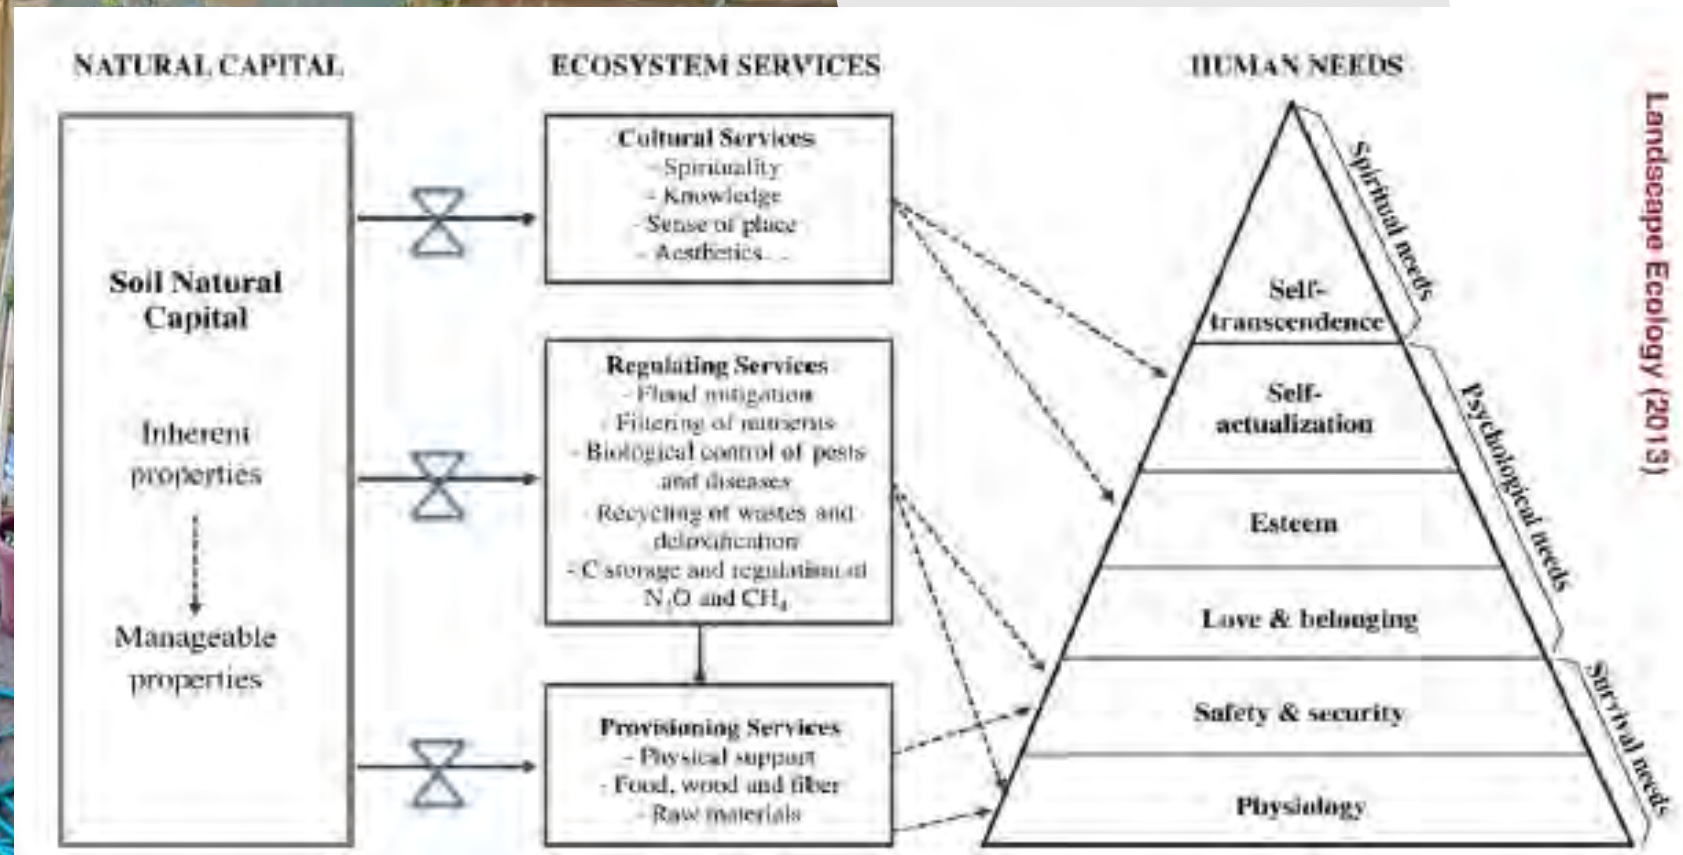 NATURAL CAPITAL
Soil Natural
Capital
Inherent
properties
Manageable
properties
ECOSYSTEM SERVICES
Cultural Services
- Spirituality
- Knowledge
- Sense of place
- Aesthetics...
Regulating Services
- Flood mitigation
- Filtering of nutrients
- Biological control of pests
and diseases
- Recycling of wastes and
detoxification
- C storage and regulation of
N₂O and CH₄
Provisioning Services
- Physical support
- Food, wood and fiber
- Raw materials
HUMAN NEEDS
Self-
transcendence
Self-
actualization
Esteem
Love & belonging
Safety & security
Physiology
Spiritual needs
Psychological needs
Survival needs
Landscape Ecology (2013)